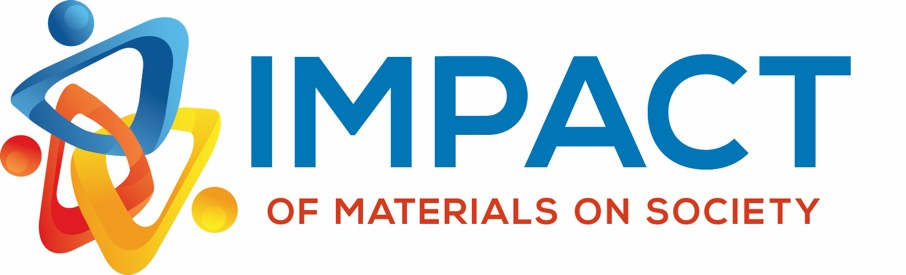 IMPACT
OF MATERIALS ON SOCIETY